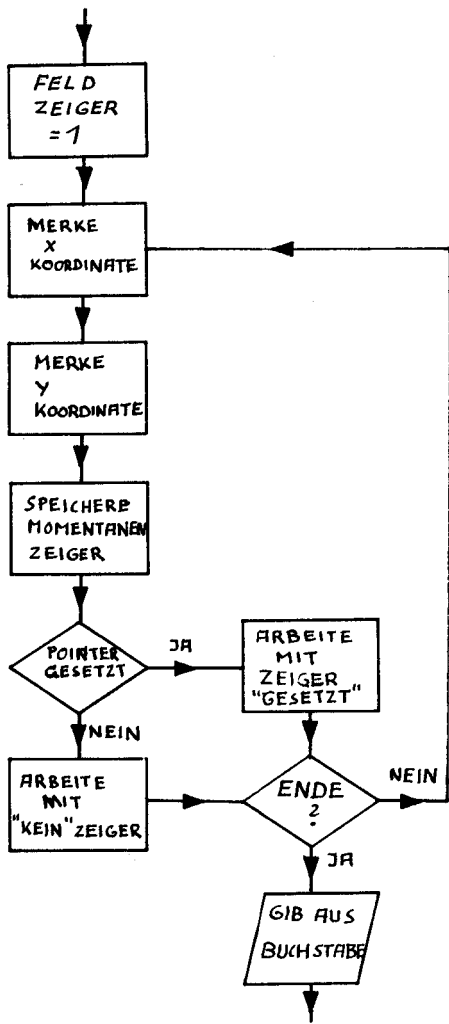 FELD
ZEIGER
=1
MERKE
X
KOORDINATE
MERKE
Y
KOORDINATE
SPEICHERE
MOMENTANEN
ZEIGER
POINTER
GESETZT
JA
ARBEITE
MIT
ZEIGER
"GESETZT"
NEIN
ARBEITE
MIT
"KEIN" ZEIGER
ENDE
?
NEIN
JA
GIB AUS
BUCHSTABE